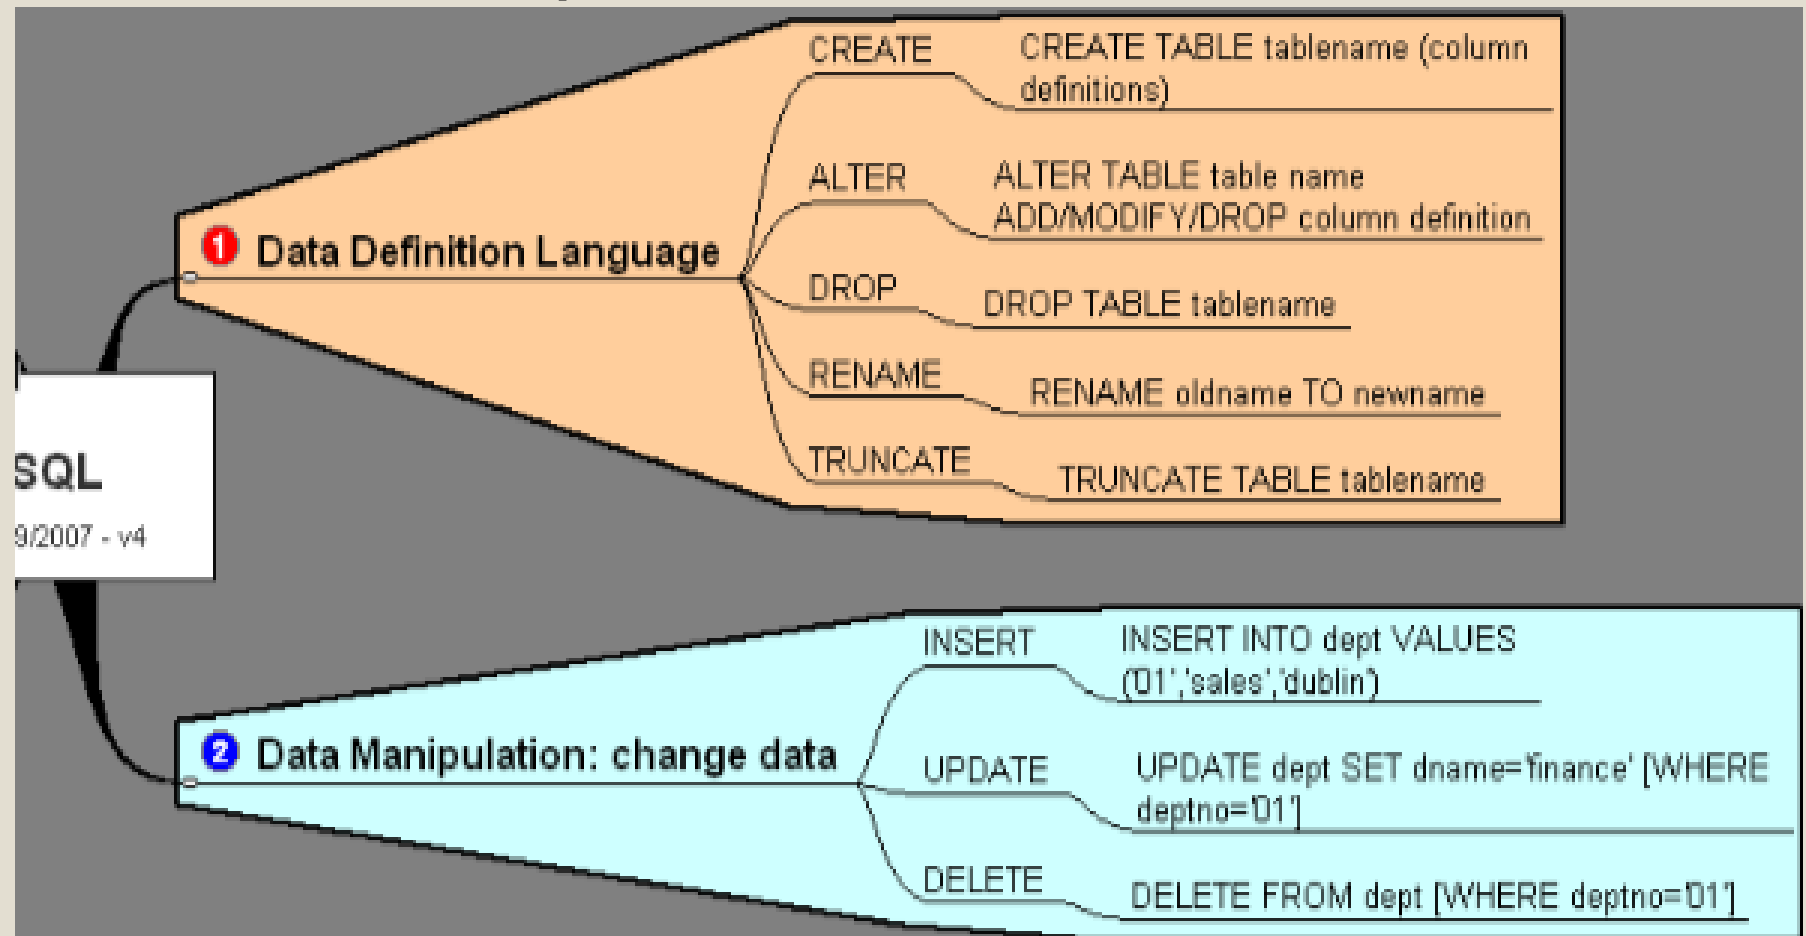 CREATE
CREATE TABLE tablename (column
definitions)
ALTER
ALTER TABLE table name
ADD/MODIFY/DROP column definition
1 Data Definition Language
DROP
DROP TABLE tablename
RENAME
RENAME oldname TO newname
TRUNCATE
TRUNCATE TABLE tablename
SQL
9/2007 - v4
INSERT
INSERT INTO dept VALUES
('01','sales','dublin')
2 Data Manipulation: change data
UPDATE
UPDATE dept SET dname='finance' [WHERE
deptno='01']
DELETE
DELETE FROM dept [WHERE deptno='01']